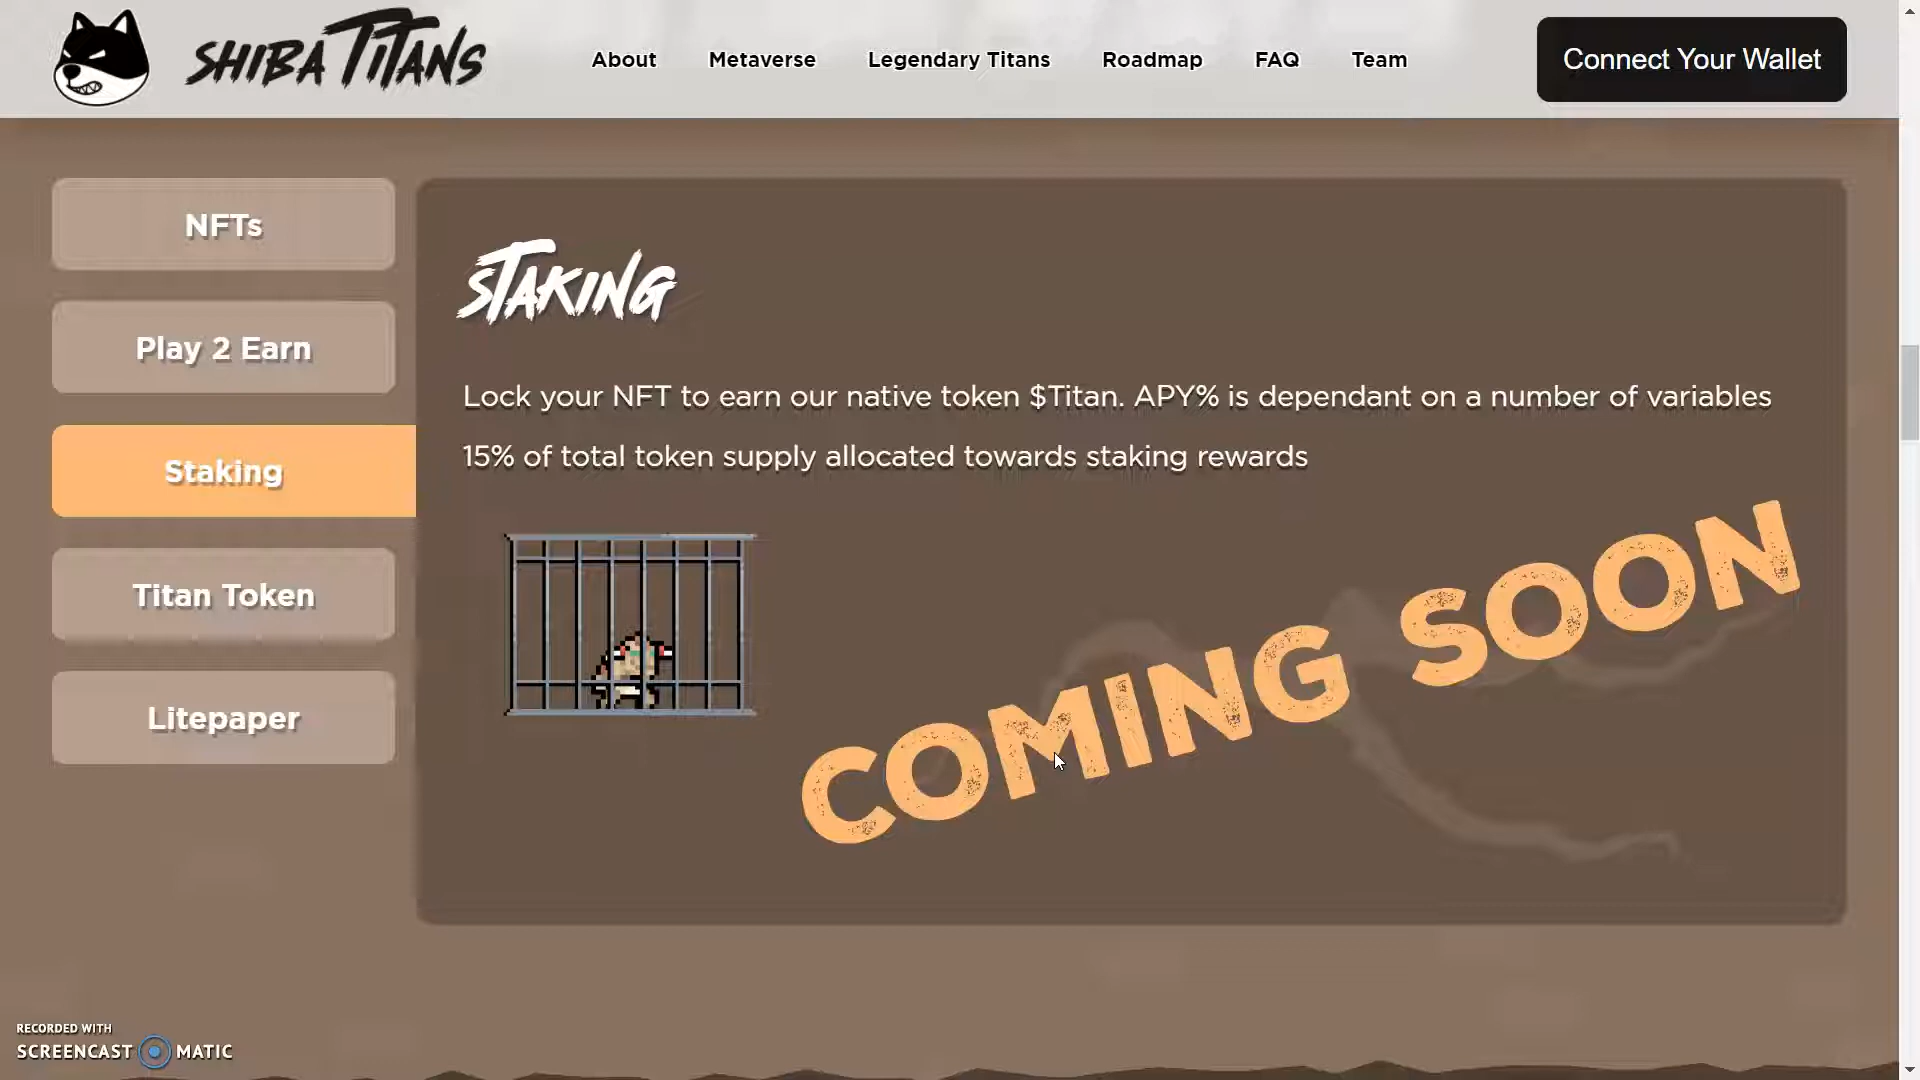 SHIBA TITANS
About
Metaverse
Legendary Titans
Roadmap
FAQ
Team
Connect Your Wallet
NFTs
Play 2 Earn
Staking
Titan Token
Litepaper
STAKING
Lock your NFT to earn our native token $Titan. APY% is dependant on a number of variables
15% of total token supply allocated towards staking rewards
COMING SOON
RECORDED WITH
SCREENCAST MATIC